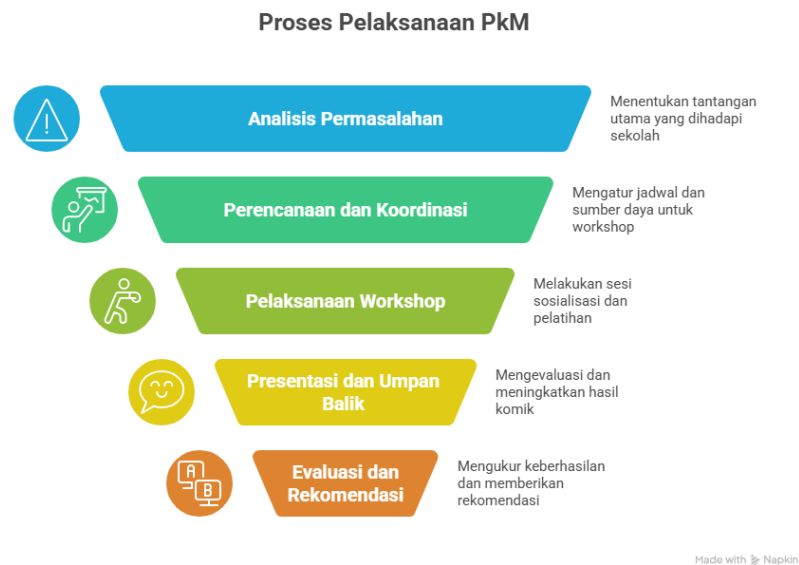 Proses Pelaksanaan PkM
Analisis Permasalahan
Menentukan tantangan
utama yang dihadapi
sekolah
Perencanaan dan Koordinasi
Mengatur jadwal dan
sumber daya untuk
workshop
Pelaksanaan Workshop
Melakukan sesi
sosialisasi dan
pelatihan
Presentasi dan Umpan
Balik
Mengevaluasi dan
meningkatkan hasil
komik
A
B
Evaluasi dan
Rekomendasi
Mengukur keberhasilan
dan memberikan
rekomendasi
Made with Napkin